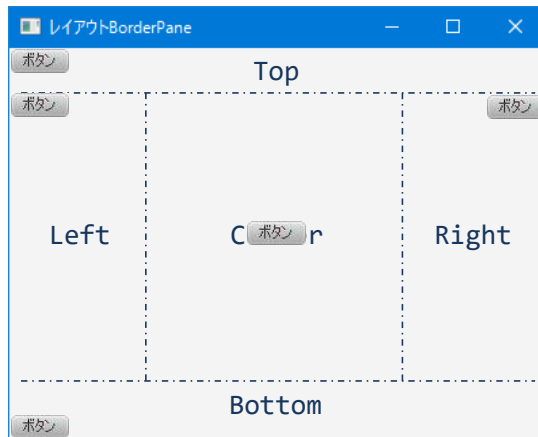 レイアウトBorderPane
ボタン
Top
ボタン
ボタン
Left
C ボタン r
Right
Bottom
ボタン